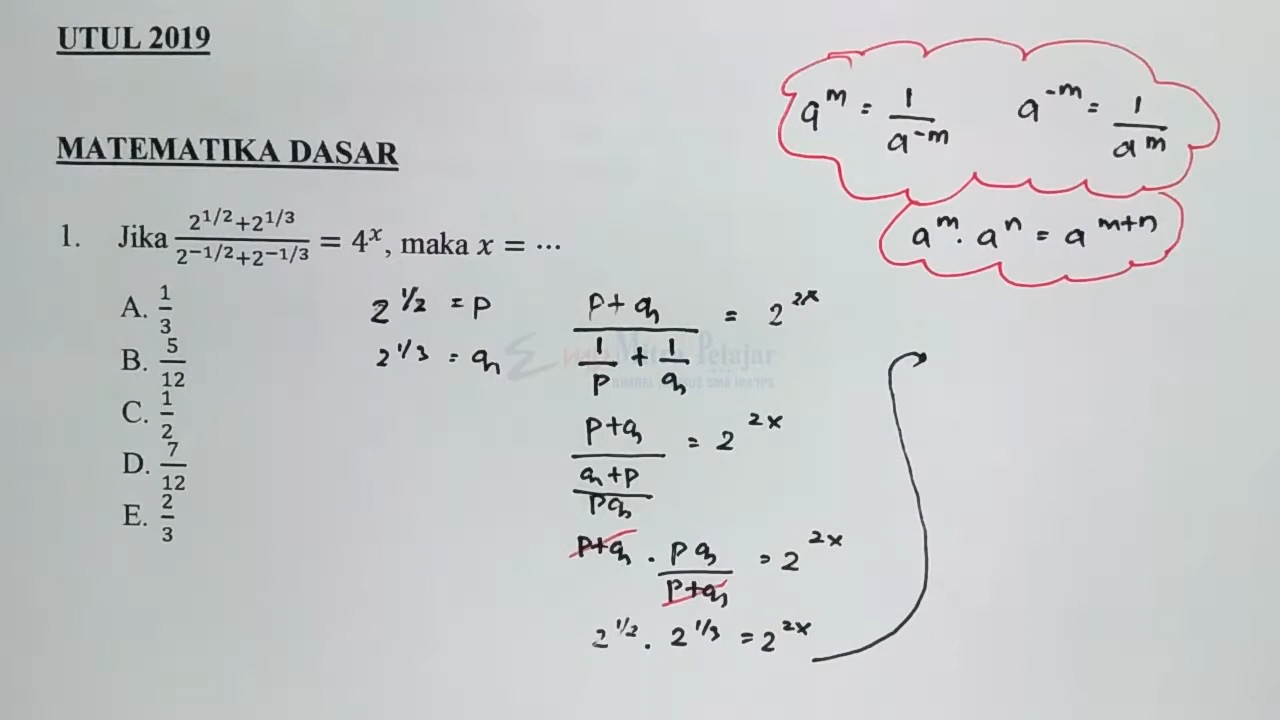 UTUL 2019
MATEMATIKA DASAR
a^m = 1/a^-m    a^-m = 1/a^m
a^m . a^n = a^m+n
1. Jika (2^1/2+2^1/3)/(2^-1/2+2^-1/3) = 4^x, maka x = ⋯
A. 1/3
B. 5/12
C. 1/2
D. 7/12
E. 2/3
2^1/2 = p
2^1/3 = q
(p+q)/(1/p + 1/q) = 2^2x
(p+q)/((q+p)/pq) = 2^2x
p+q . pq/(p+q) = 2^2x
2^1/2 . 2^1/3 = 2^2x
Mitra Pelajar